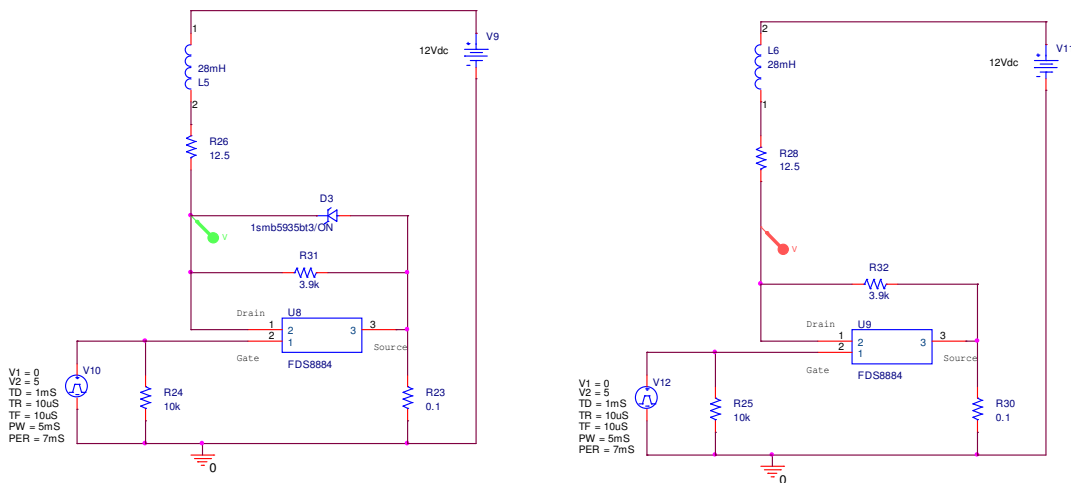 1
V9
12Vdc
28mH
L5
2
R26
12.5
D3
1smb5935bt3/ON
V
R31
3.9k
U8
Drain
1
2
3
3
2
1
Gate
Source
FDS8884
V1 = 0
V2 = 5
TD = 1mS
TR = 10uS
TF = 10uS
PW = 5mS
PER = 7mS
V10
R24
10k
R23
0.1
0
2
V11
12Vdc
L6
28mH
1
R28
12.5
V
R32
3.9k
U9
Drain
1
2
3
3
2
1
Gate
Source
FDS8884
V1 = 0
V2 = 5
TD = 1mS
TR = 10uS
TF = 10uS
PW = 5mS
PER = 7mS
V12
R25
10k
R30
0.1
0